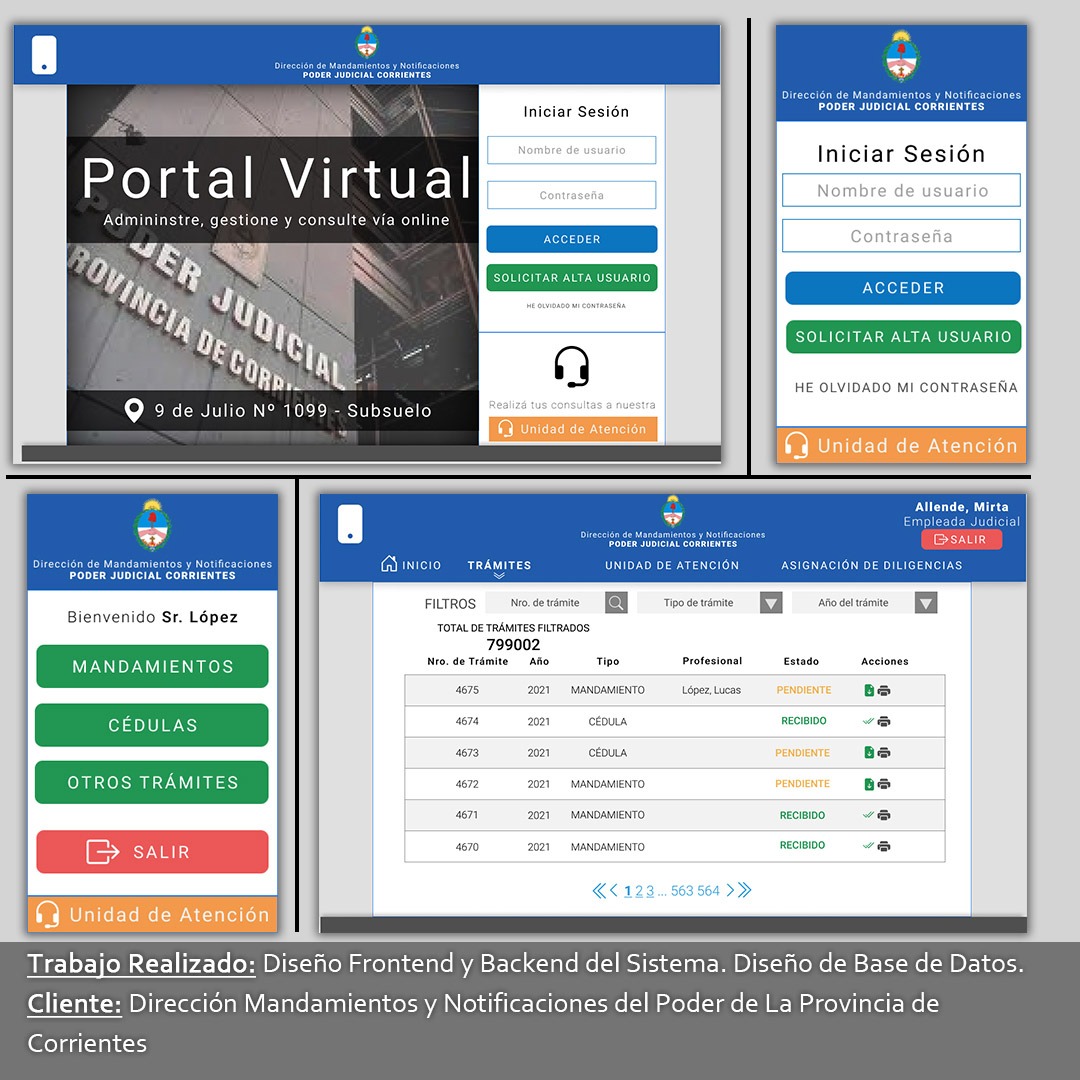 Dirección de Mandamientos y Notificaciones
PODER JUDICIAL CORRIENTES
Portal Virtual
Admininstre, gestione y consulte vía online
PODER JUDICIAL
PROVINCIA DE CORRIENTES
9 de Julio Nº 1099 - Subsuelo
Iniciar Sesión
Nombre de usuario
Contraseña
ACCEDER
SOLICITAR ALTA USUARIO
HE OLVIDADO MI CONTRASEÑA
Realizá tus consultas a nuestra
Unidad de Atención
Dirección de Mandamientos y Notificaciones
PODER JUDICIAL CORRIENTES
Iniciar Sesión
Nombre de usuario
Contraseña
ACCEDER
SOLICITAR ALTA USUARIO
HE OLVIDADO MI CONTRASEÑA
Unidad de Atención
Dirección de Mandamientos y Notificaciones
PODER JUDICIAL CORRIENTES
Bienvenido Sr. López
MANDAMIENTOS
CÉDULAS
OTROS TRÁMITES
SALIR
Unidad de Atención
Dirección de Mandamientos y Notificaciones
PODER JUDICIAL CORRIENTES
Allende, Mirta
Empleada Judicial
SALIR
INICIO TRÁMITES UNIDAD DE ATENCIÓN ASIGNACIÓN DE DILIGENCIAS
FILTROS Nro. de trámite Tipo de trámite Año del trámite
TOTAL DE TRÁMITES FILTRADOS
799002
Nro. de Trámite Año Tipo Profesional Estado Acciones
4675 2021 MANDAMIENTO López, Lucas PENDIENTE
4674 2021 CÉDULA RECIBIDO
4673 2021 CÉDULA PENDIENTE
4672 2021 MANDAMIENTO PENDIENTE
4671 2021 MANDAMIENTO RECIBIDO
4670 2021 MANDAMIENTO RECIBIDO
1 2 3 ... 563 564
Trabajo Realizado: Diseño Frontend y Backend del Sistema. Diseño de Base de Datos.
Cliente: Dirección Mandamientos y Notificaciones del Poder de La Provincia de
Corrientes